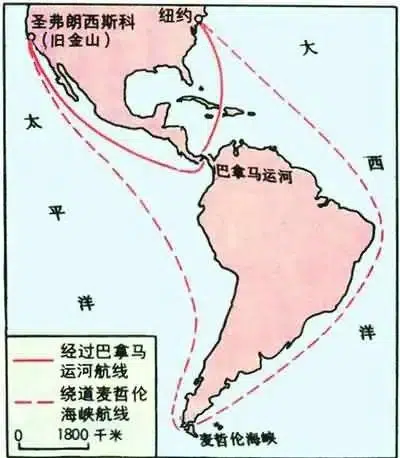 圣弗朗西斯科
(旧金山)
纽约
大
西
洋
太
平
洋
巴拿马运河
经过巴拿马
运河航线
绕道麦哲伦
海峡航线
0 1800 千米
麦哲伦海峡